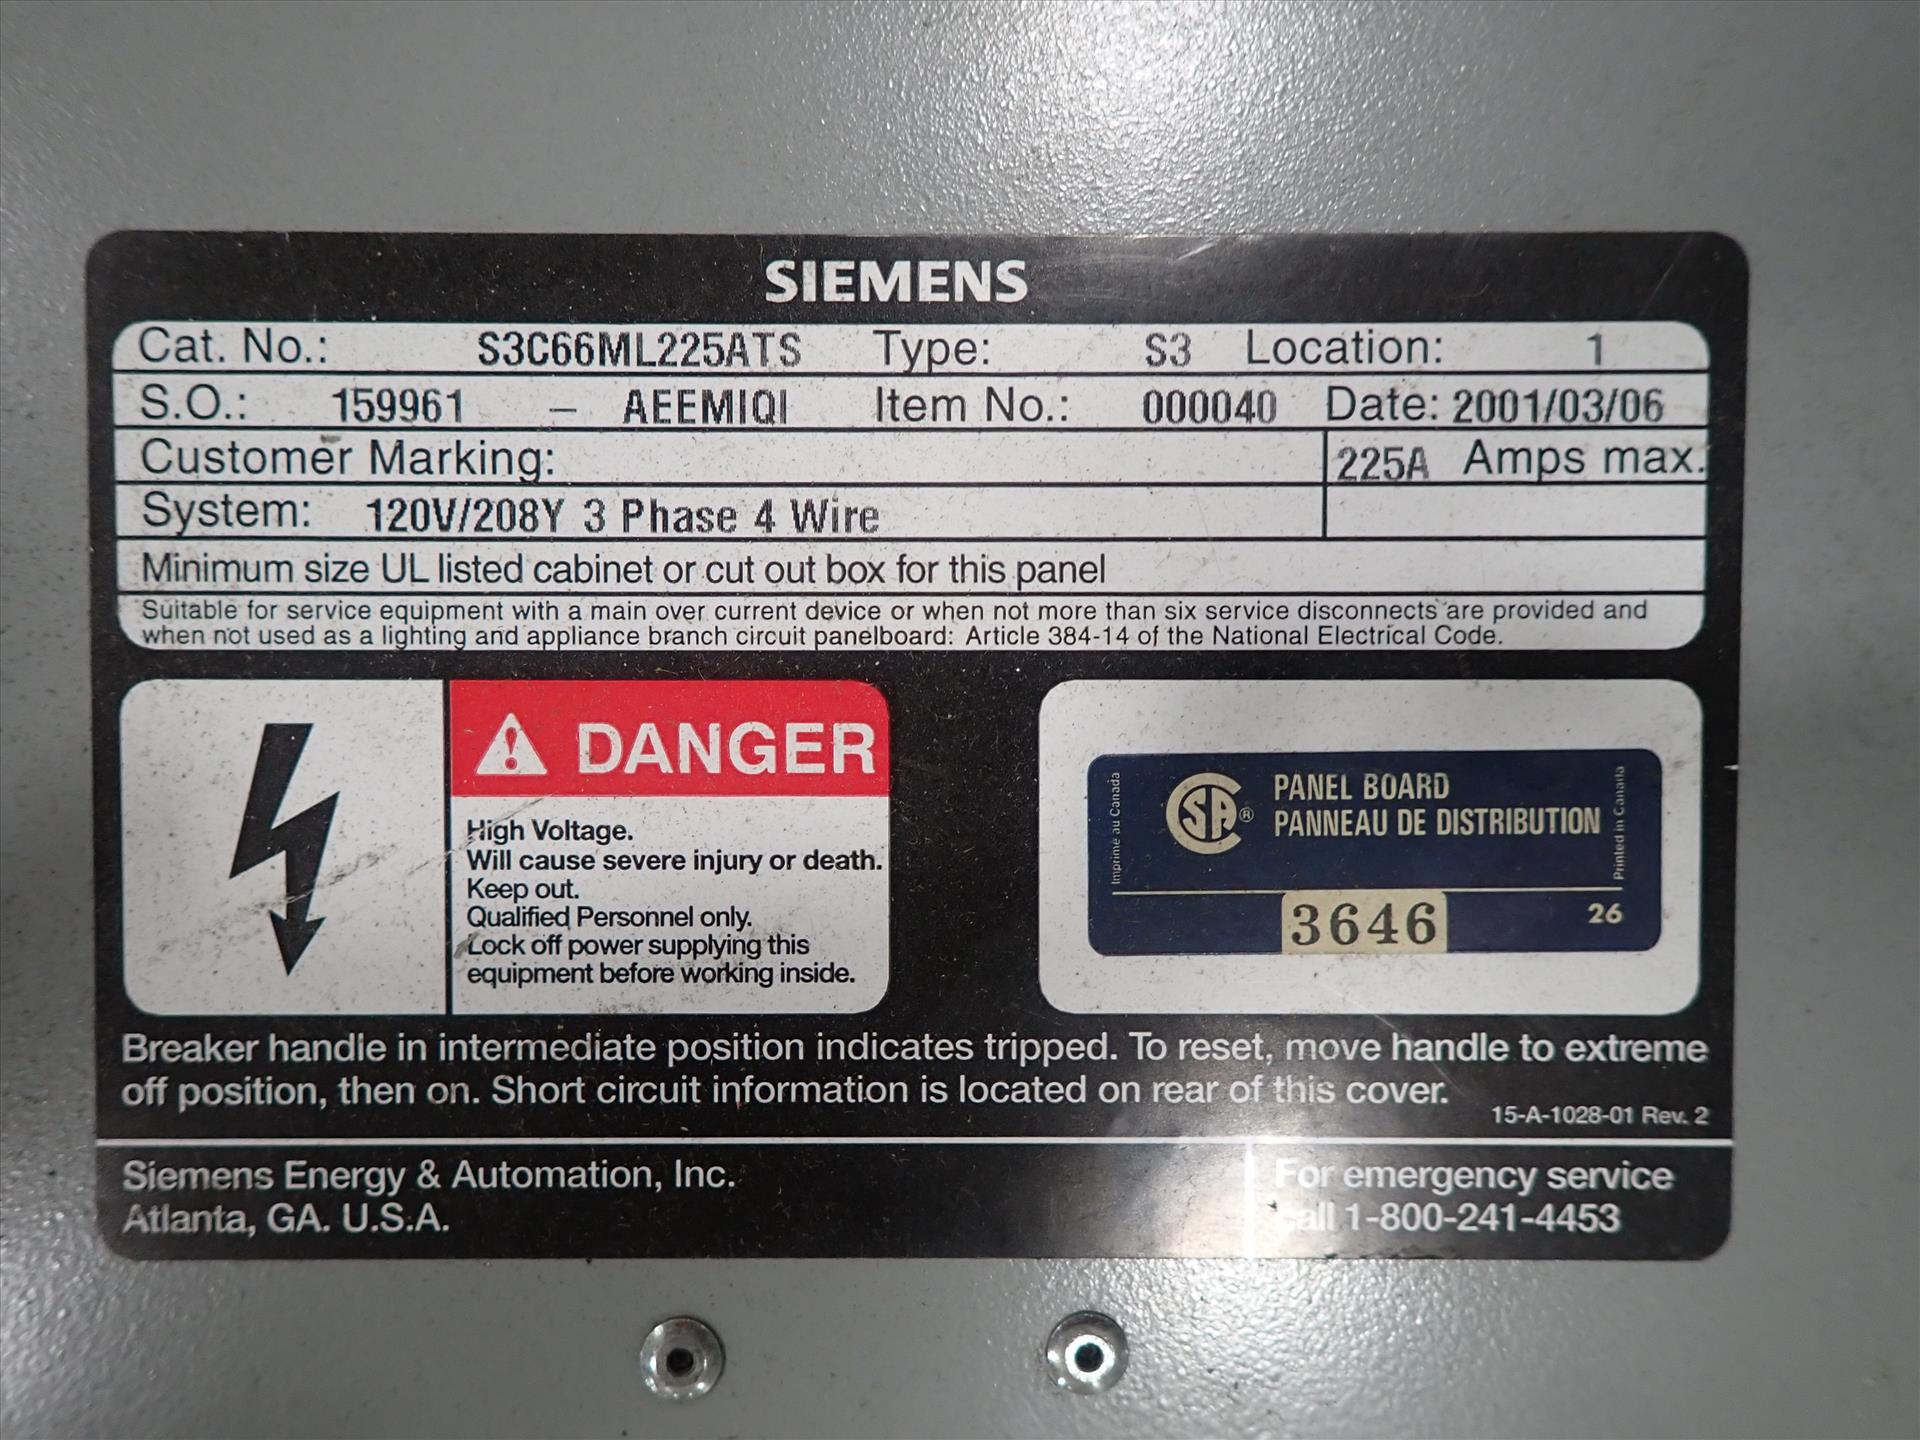 SIEMENS
Cat. No.: S3C66ML225ATS Type: S3 Location: 1
S.O.: 159961 – AEEMIQI Item No.: 000040 Date: 2001/03/06
Customer Marking: 225A Amps max.
System: 120V/208Y 3 Phase 4 Wire
Minimum size UL listed cabinet or cut out box for this panel
Suitable for service equipment with a main over current device or when not more than six service disconnects are provided and
when not used as a lighting and appliance branch circuit panelboard: Article 384-14 of the National Electrical Code.
DANGER
High Voltage.
Will cause severe injury or death.
Keep out.
Qualified Personnel only.
Lock off power supplying this
equipment before working inside.
Imprime au Canada
SA ®
PANEL BOARD
PANNEAU DE DISTRIBUTION
Printed in Canada
3646
26
Breaker handle in intermediate position indicates tripped. To reset, move handle to extreme
off position, then on. Short circuit information is located on rear of this cover.
15-A-1028-01 Rev. 2
Siemens Energy & Automation, Inc.
Atlanta, GA. U.S.A.
For emergency service
call 1-800-241-4453